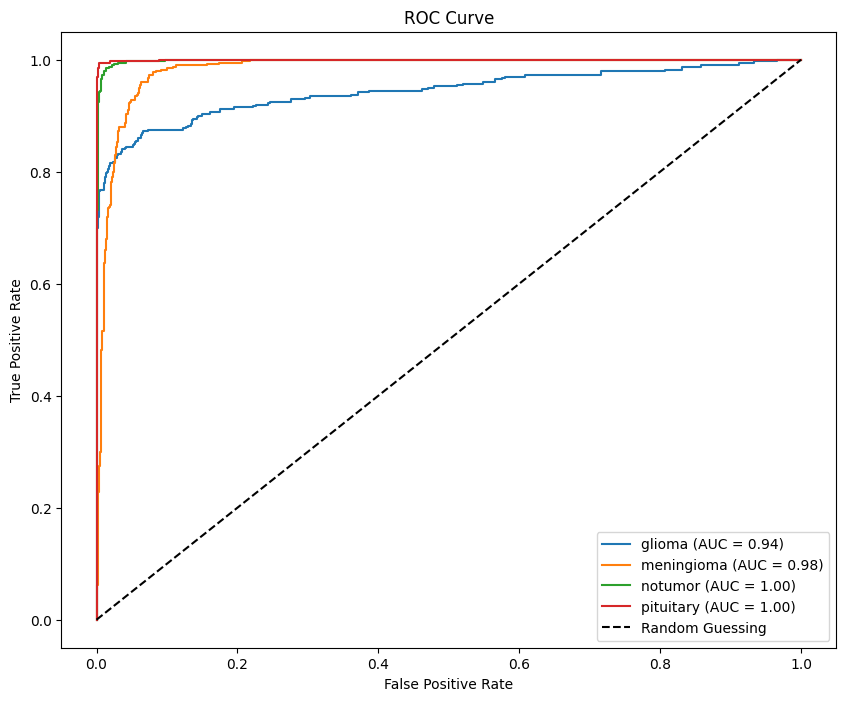 ROC Curve
True Positive Rate
1.0
0.8
0.6
0.4
0.2
0.0
0.0 0.2 0.4 0.6 0.8 1.0
False Positive Rate
glioma (AUC = 0.94)
meningioma (AUC = 0.98)
notumor (AUC = 1.00)
pituitary (AUC = 1.00)
Random Guessing